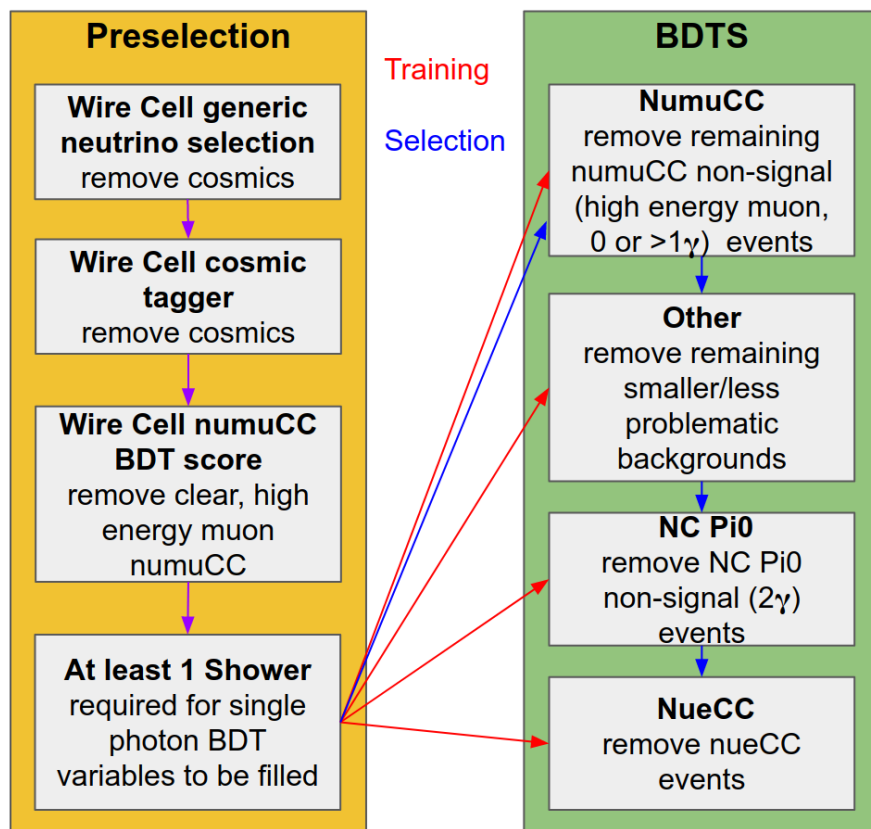 Preselection
Wire Cell generic
neutrino selection
remove cosmics
Wire Cell cosmic
tagger
remove cosmics
Wire Cell numuCC
BDT score
remove clear, high
energy muon
numuCC
At least 1 Shower
required for single
photon BDT
variables to be filled
Training
Selection
BDTS
NumuCC
remove remaining
numuCC non-signal
(high energy muon,
0 or >1γ) events
Other
remove remaining
smaller/less
problematic
backgrounds
NC Pi0
remove NC Pi0
non-signal (2γ)
events
NueCC
remove nueCC
events